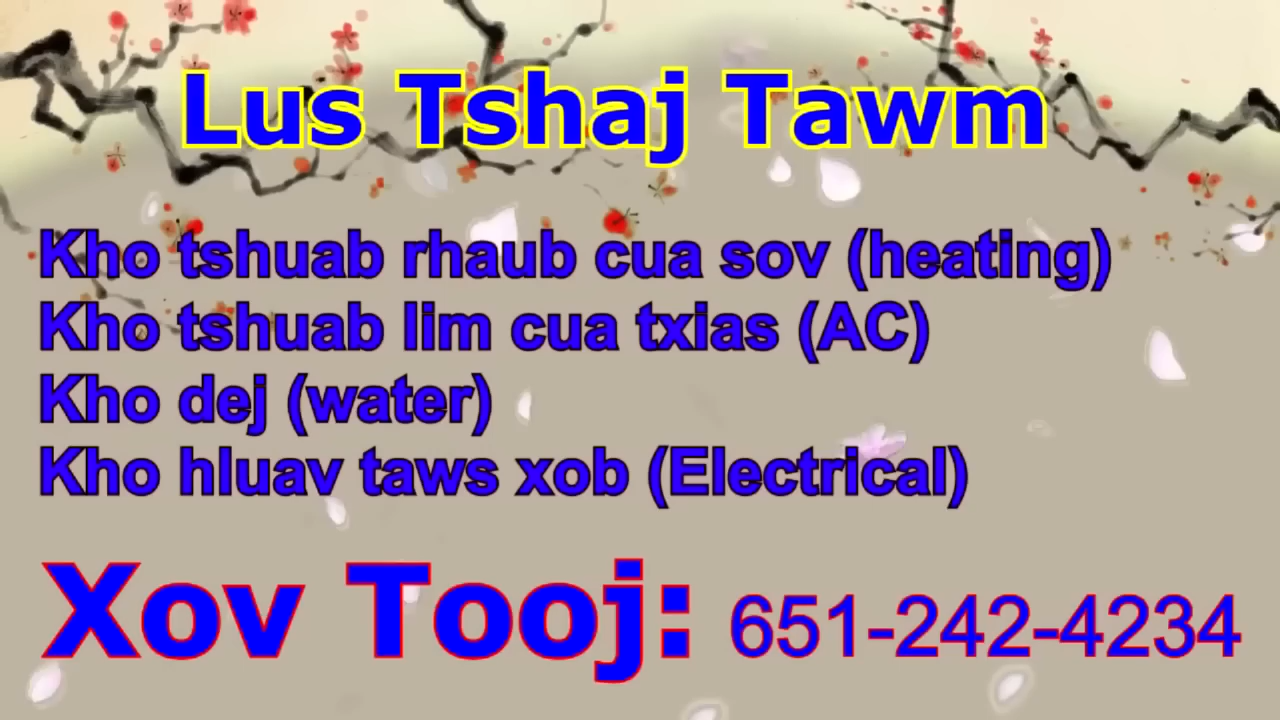 Lus Tshaj Tawm
Kho tshuab rhaub cua sov (heating)
Kho tshuab lim cua txias (AC)
Kho dej (water)
Kho hluav taws xob (Electrical)
Xov Tooj: 651-242-4234